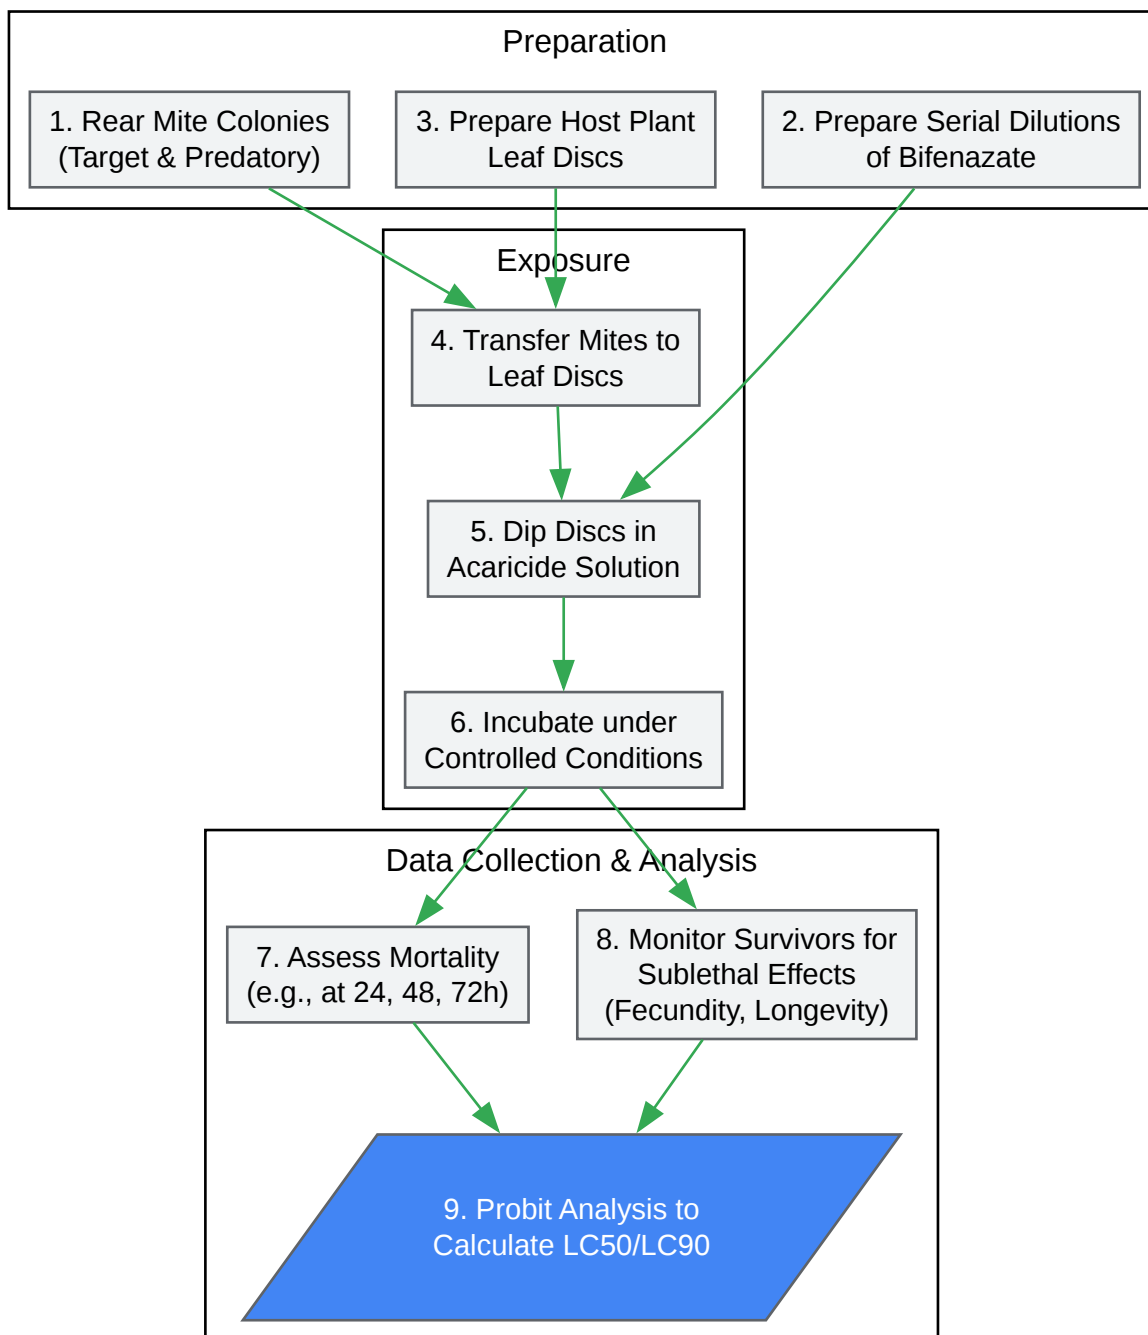 Preparation
1. Rear Mite Colonies
(Target & Predatory)
3. Prepare Host Plant
Leaf Discs
2. Prepare Serial Dilutions
of Bifenazate
Exposure
4. Transfer Mites to
Leaf Discs
5. Dip Discs in
Acaricide Solution
6. Incubate under
Controlled Conditions
Data Collection & Analysis
7. Assess Mortality
(e.g., at 24, 48, 72h)
8. Monitor Survivors for
Sublethal Effects
(Fecundity, Longevity)
9. Probit Analysis to
Calculate LC50/LC90